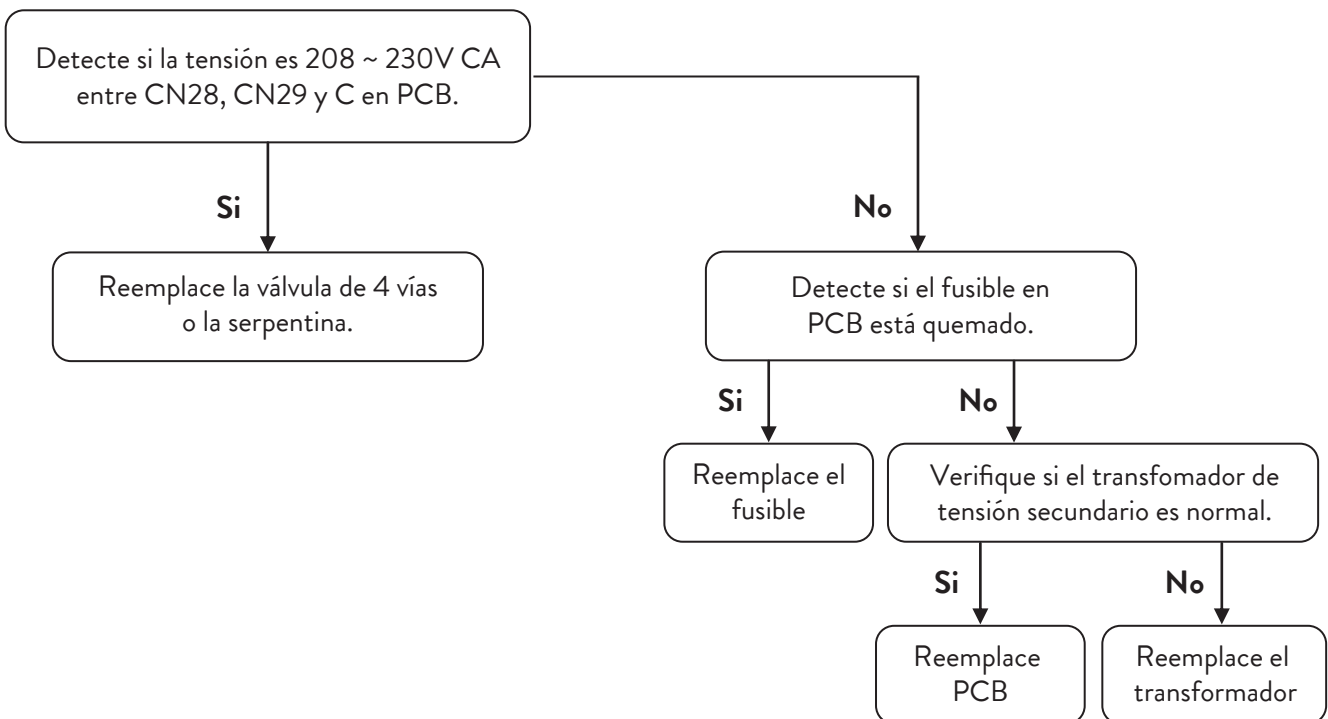 Detecte si la tensión es 208 ~ 230V CA
entre CN28, CN29 y C en PCB.
Si
No
Reemplace la válvula de 4 vías
o la serpentina.
Detecte si el fusible en
PCB está quemado.
Si
No
Reemplace el
fusible
Verifique si el transfomador de
tensión secundario es normal.
Si
No
Reemplace
PCB
Reemplace el
transformador